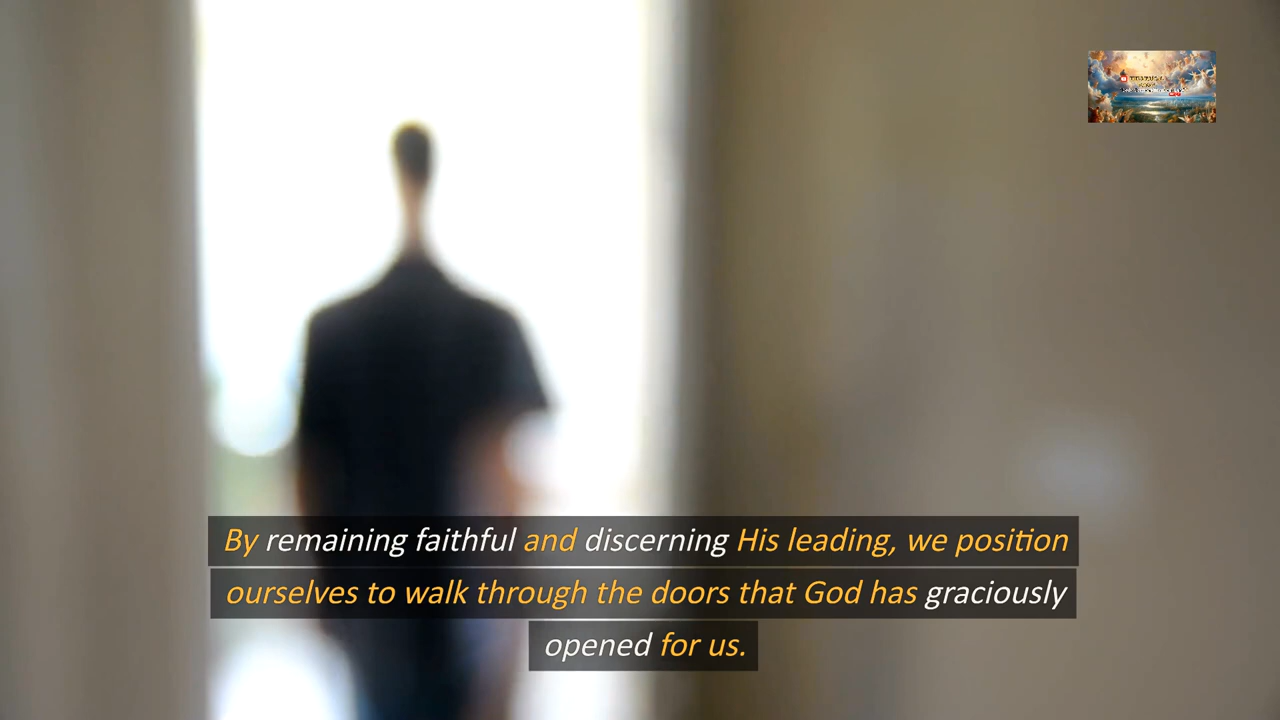 By remaining faithful and discerning His leading, we position
ourselves to walk through the doors that God has graciously
opened for us.